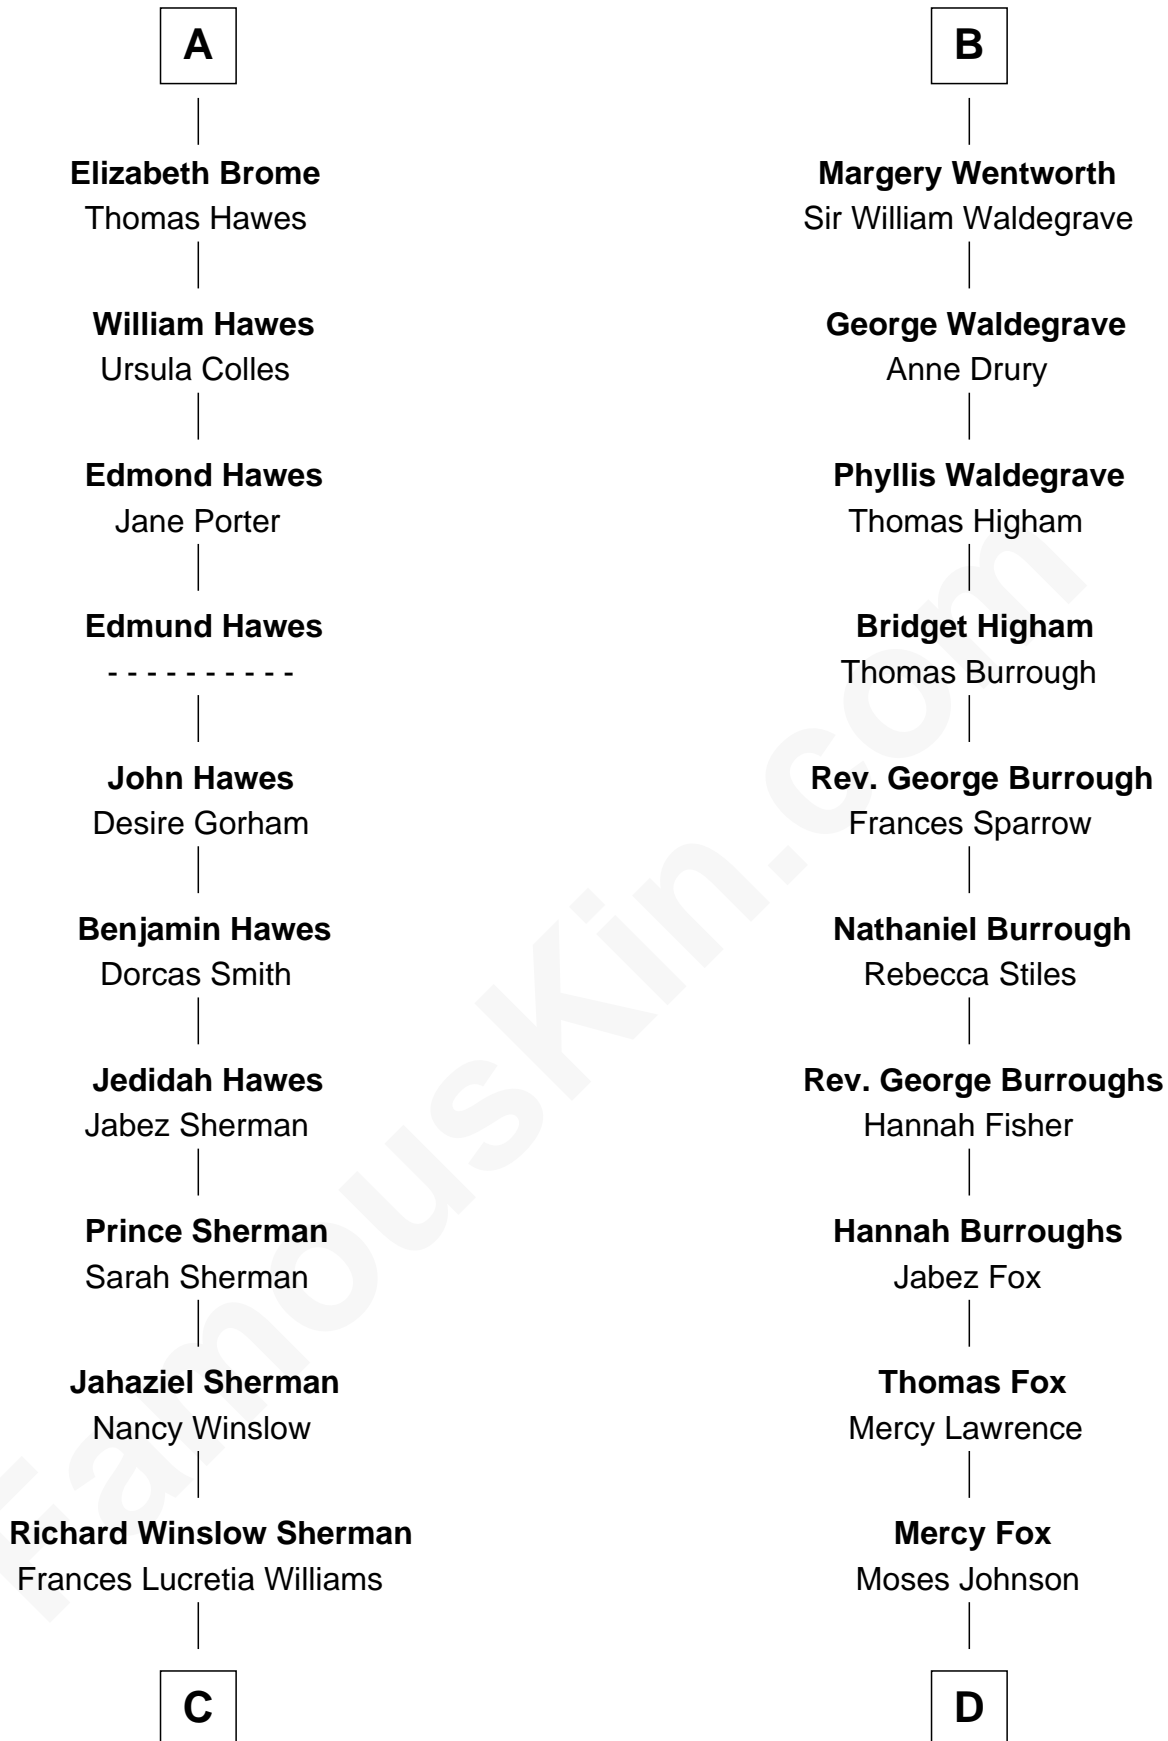 A
Elizabeth Brome
Thomas Hawes
William Hawes
Ursula Colles
Edmond Hawes
Jane Porter
Edmund Hawes
- - - - - - - - - -
John Hawes
Desire Gorham
Benjamin Hawes
Dorcas Smith
Jedidah Hawes
Jabez Sherman
Prince Sherman
Sarah Sherman
Jahaziel Sherman
Nancy Winslow
Richard Winslow Sherman
Frances Lucretia Williams
C
B
Margery Wentworth
Sir William Waldegrave
George Waldegrave
Anne Drury
Phyllis Waldegrave
Thomas Higham
Bridget Higham
Thomas Burrough
Rev. George Burrough
Frances Sparrow
Nathaniel Burrough
Rebecca Stiles
Rev. George Burroughs
Hannah Fisher
Hannah Burroughs
Jabez Fox
Thomas Fox
Mercy Lawrence
Mercy Fox
Moses Johnson
D
FamousKin.com